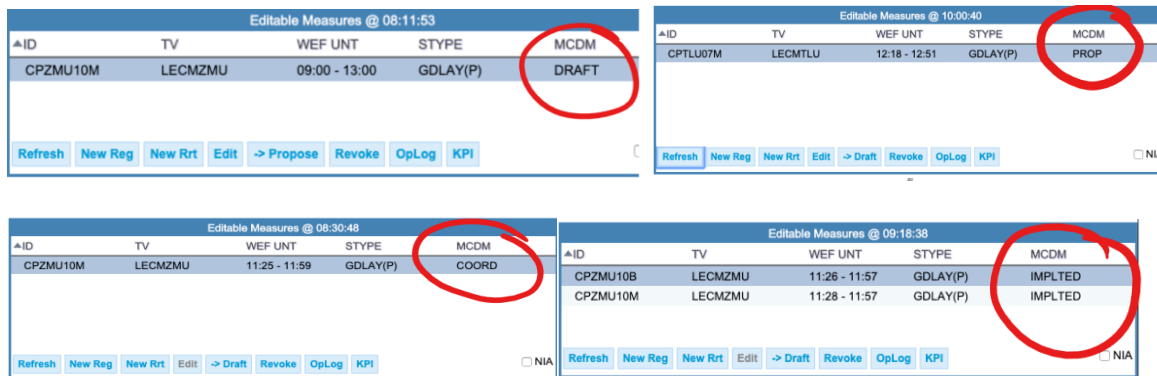 Editable Measures @ 08:11:53
ID TV WEF UNT STYPE MCDM
CPZMU10M LECMZMU 09:00 - 13:00 GDLAY(P) DRAFT
Refresh New Reg New Rrt Edit -> Propose Revoke OpLog KPI
Editable Measures @ 10:00:40
ID TV WEF UNT STYPE MCDM
CPTLU07M LECMTLU 12:18 - 12:51 GDLAY(P) PROP
Refresh New Reg New Rrt Edit -> Draft Revoke OpLog KPI NI
Editable Measures @ 08:30:48
ID TV WEF UNT STYPE MCDM
CPZMU10M LECMZMU 11:25 - 11:59 GDLAY(P) COORD
Refresh New Reg New Rrt Edit -> Draft Revoke OpLog KPI NIA
Editable Measures @ 09:18:38
ID TV WEF UNT STYPE MCDM
CPZMU10B LECMZMU 11:26 - 11:57 GDLAY(P) IMPLTED
CPZMU10M LECMZMU 11:28 - 11:57 GDLAY(P) IMPLTED
Refresh New Reg New Rrt Edit -> Draft Revoke OpLog KPI NIA